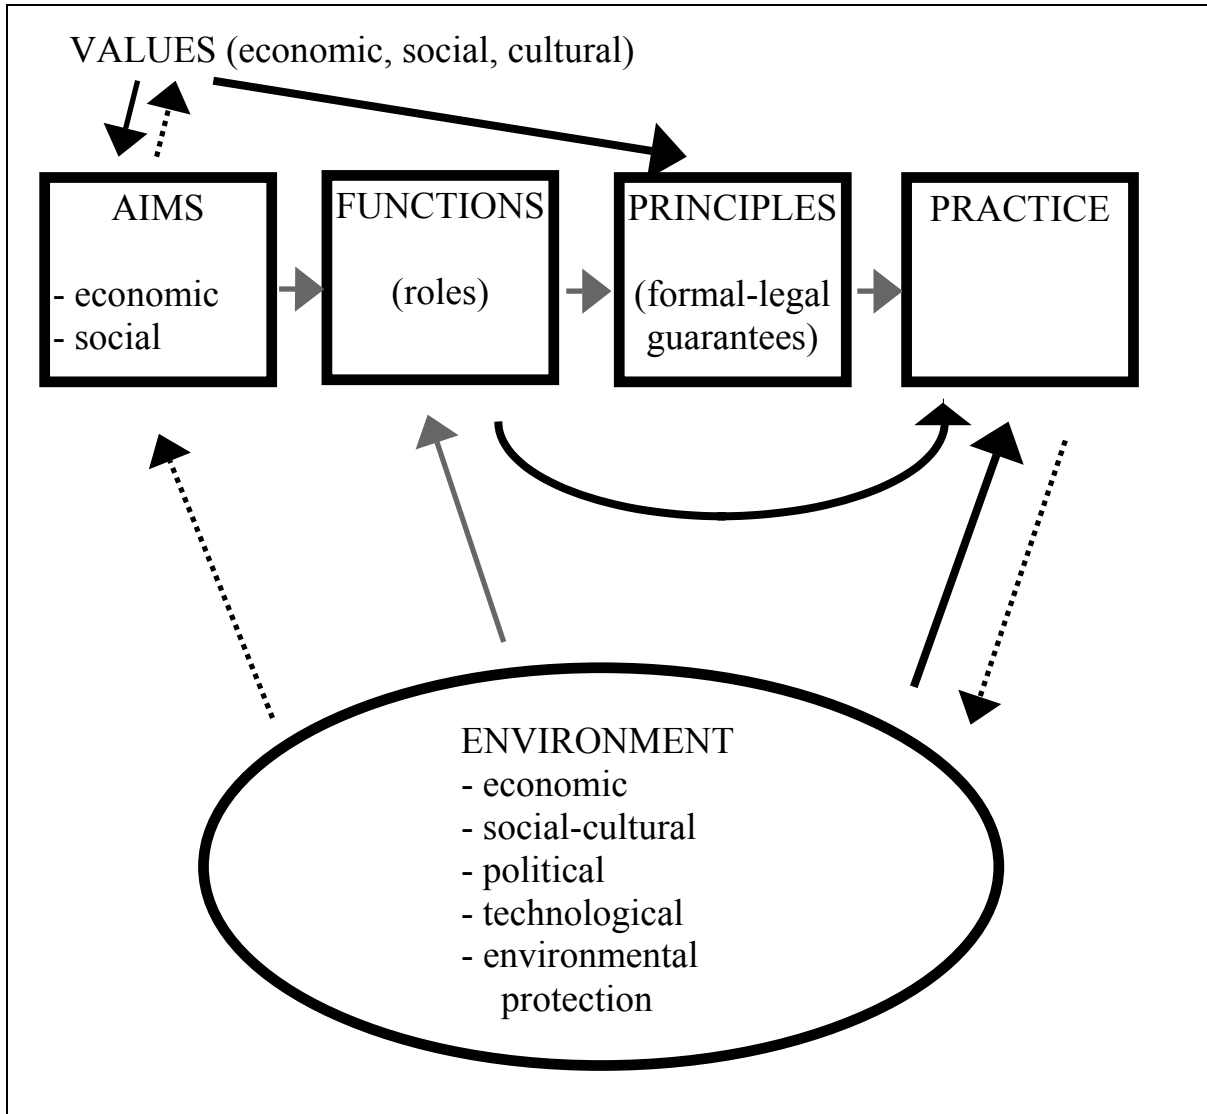 VALUES (economic, social, cultural)
AIMS
- economic
- social
FUNCTIONS
(roles)
PRINCIPLES
(formal-legal
guarantees)
PRACTICE
ENVIRONMENT
- economic
- social-cultural
- political
- technological
- environmental
protection